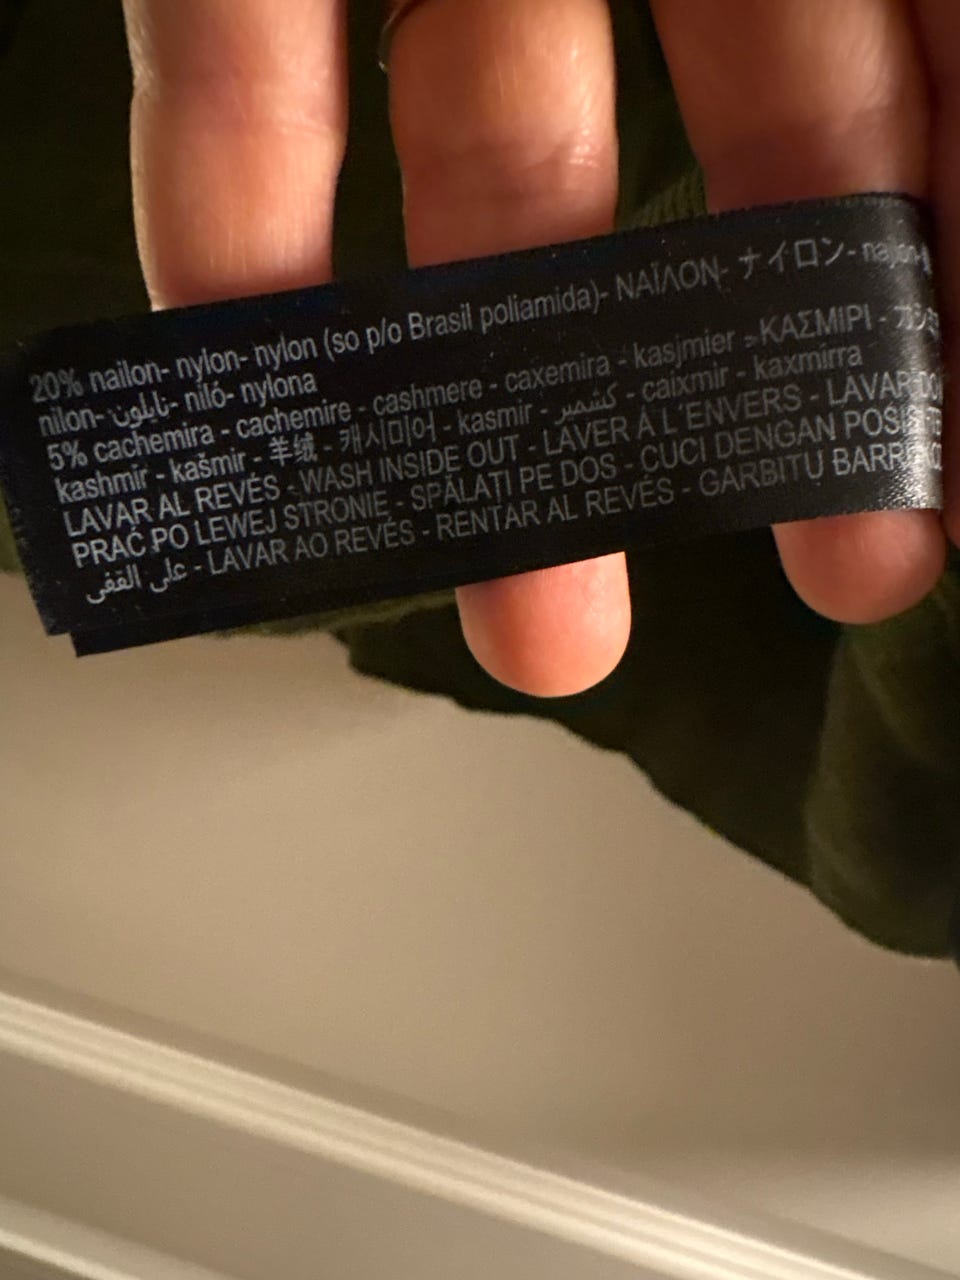 20% nailon- nylon- nylon (so p/o Brasil poliamida)- ΝΑΪΛΟΝ- ナイロン- najlon-
nilon- نايلون- niló- nylona
5% cachemira - cachemire - cashmere - caxemira - kasjmier - ΚΑΣΜΙΡΙ -
kashmir - kašmir - 羊绒 - 캐시미어 - kasmir - كشمير - caixmir - kaxmirra
LAVAR AL REVÉS - WASH INSIDE OUT - LAVER À L'ENVERS - LAVAR
PRAĆ PO LEWEJ STRONIE - SPĂLAȚI PE DOS - CUCI DENGAN POSISI
على القفى - LAVAR AO REVÉS - RENTAR AL REVÉS - GARBITU